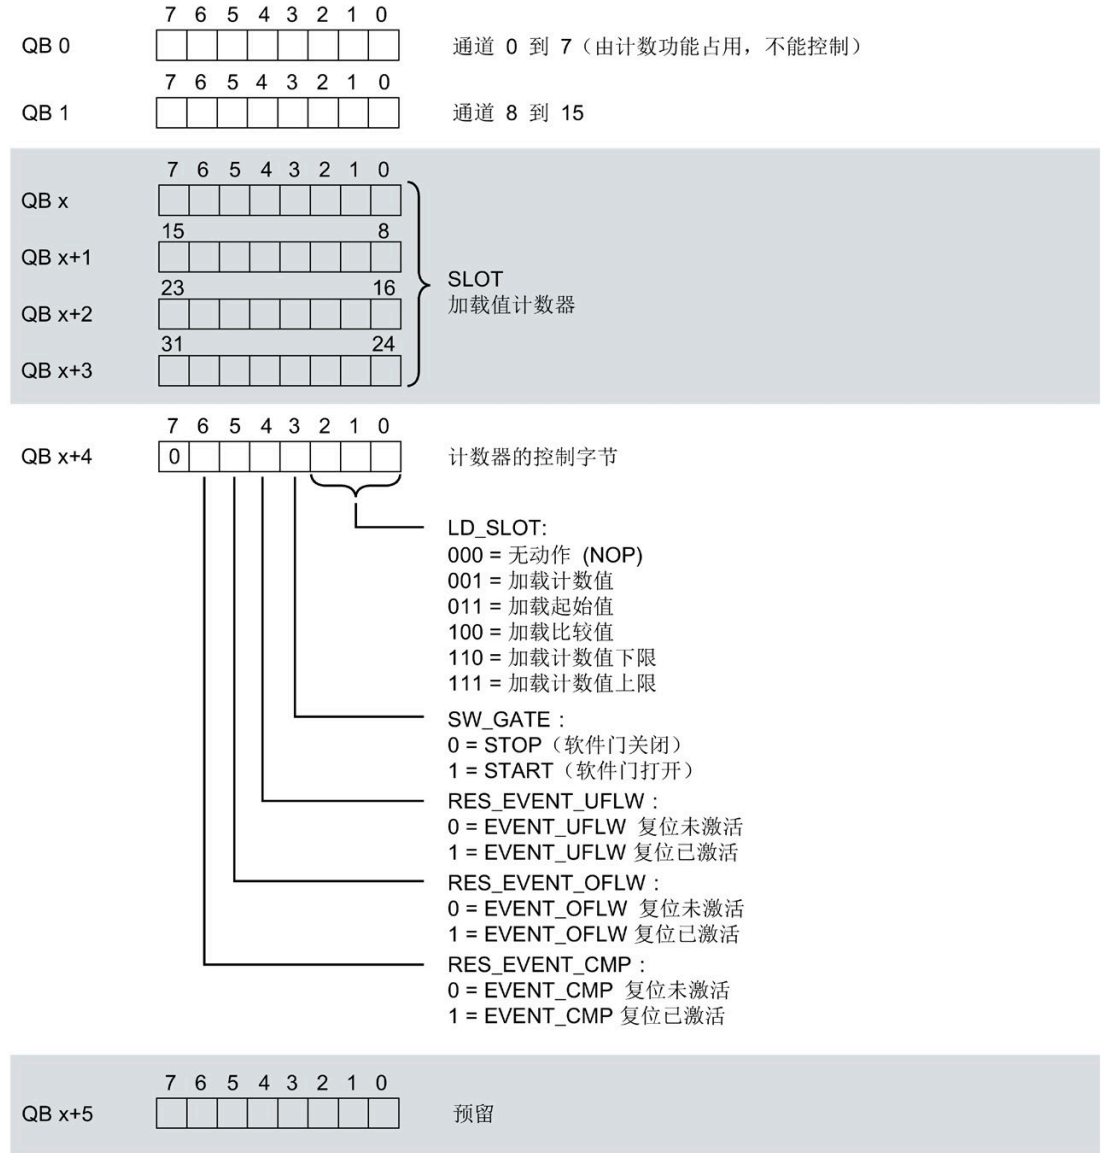 7 6 5 4 3 2 1 0
QB 0 通道 0 到 7（由计数功能占用，不能控制）
7 6 5 4 3 2 1 0
QB 1 通道 8 到 15
7 6 5 4 3 2 1 0
QB x
15 8
QB x+1
SLOT
23 16
加载值计数器
QB x+2
31 24
QB x+3
7 6 5 4 3 2 1 0
QB x+4 0 计数器的控制字节
LD_SLOT:
000 = 无动作 (NOP)
001 = 加载计数值
011 = 加载起始值
100 = 加载比较值
110 = 加载计数值下限
111 = 加载计数值上限
SW_GATE：
0 = STOP（软件门关闭）
1 = START（软件门打开）
RES_EVENT_UFLW：
0 = EVENT_UFLW 复位未激活
1 = EVENT_UFLW 复位已激活
RES_EVENT_OFLW：
0 = EVENT_OFLW 复位未激活
1 = EVENT_OFLW 复位已激活
RES_EVENT_CMP：
0 = EVENT_CMP 复位未激活
1 = EVENT_CMP 复位已激活
7 6 5 4 3 2 1 0
QB x+5 预留